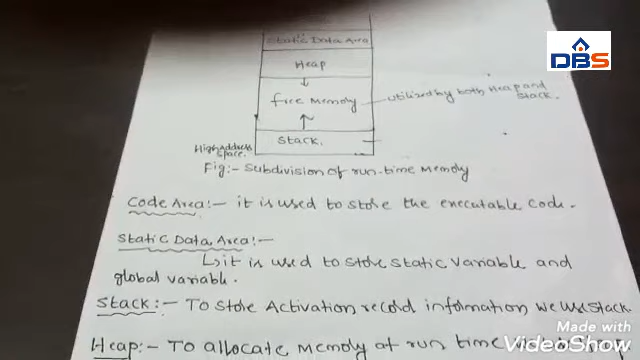 Static Data Area
DBS
Heap
free Memory
utilized by both Heap and
Stack.
Stack.
High Address
space.
Fig:- Subdivision of run-time Memory
Code Area:- it is used to store the executable code.
Static Data Area:-
it is used to store static variable and
global variable.
Stack:- To store Activation record information we use stack
Heap:- To allocate memory at run time
Made with
VideoShow